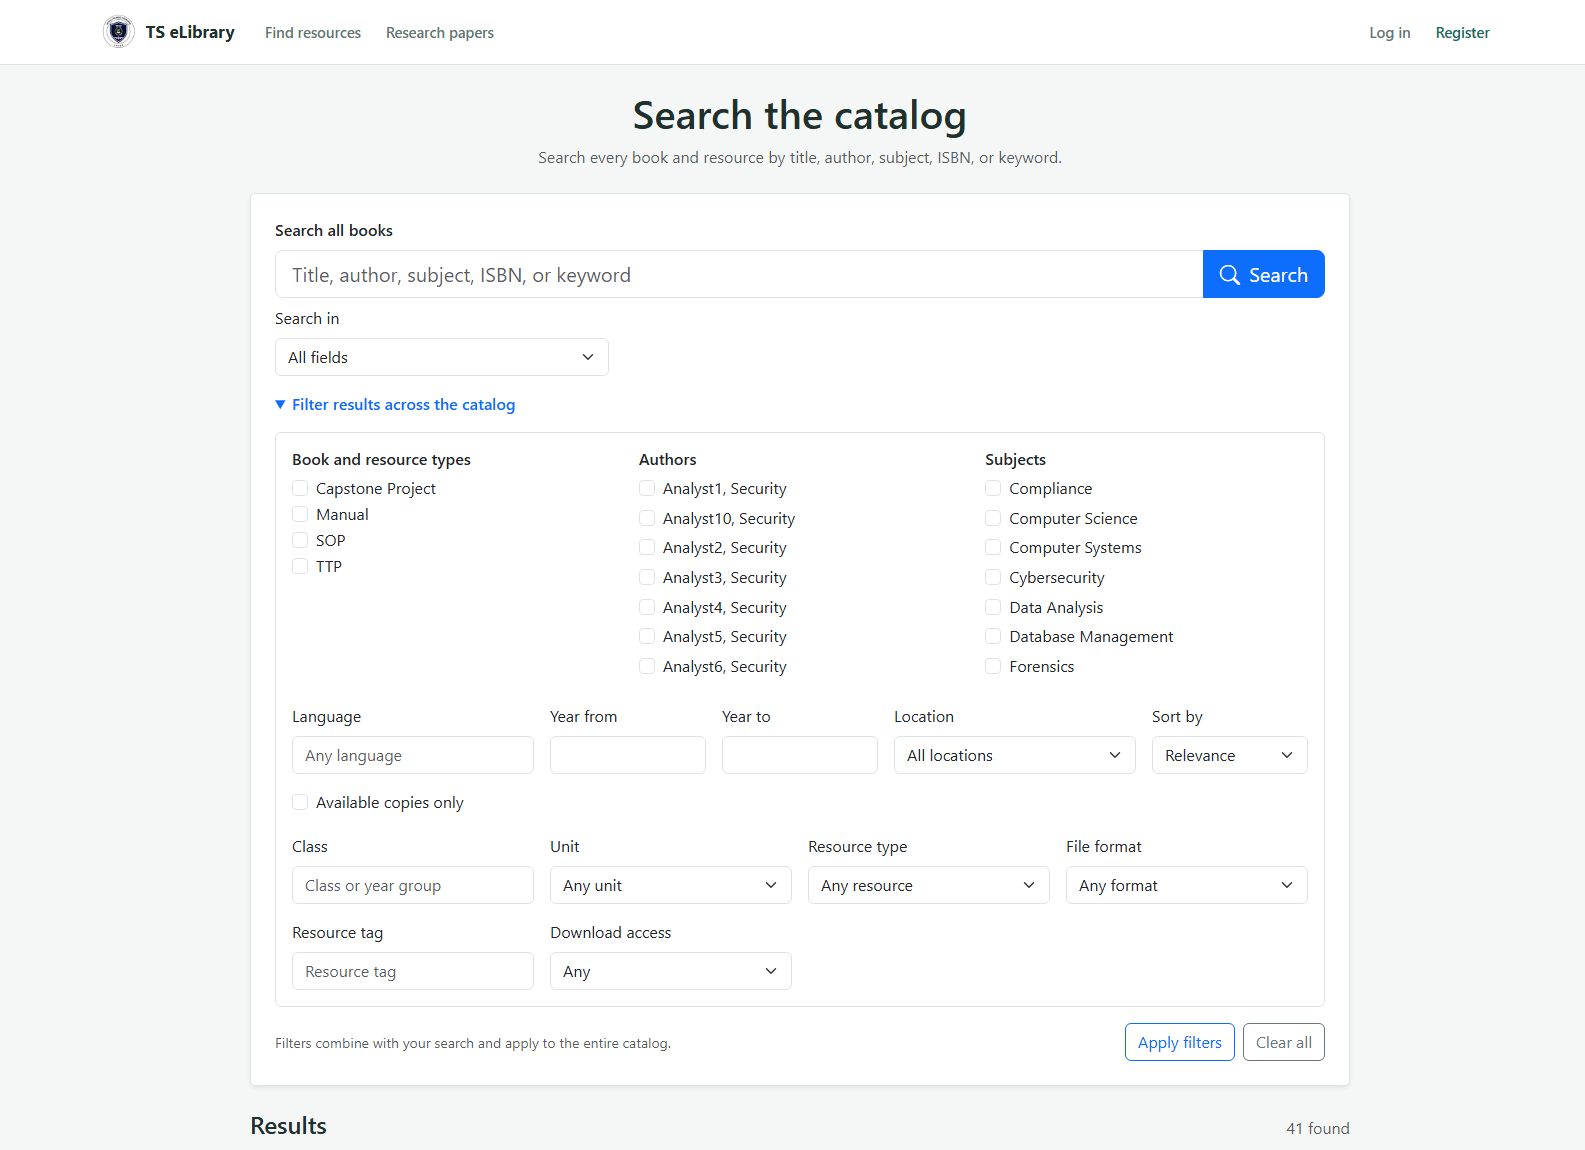 TS eLibrary
Find resources
Research papers
Log in
Register
Search the catalog
Search every book and resource by title, author, subject, ISBN, or keyword.
Search all books
Title, author, subject, ISBN, or keyword
Search
Search in
All fields
▼ Filter results across the catalog
Book and resource types
Capstone Project
Manual
SOP
TTP
Authors
Analyst1, Security
Analyst10, Security
Analyst2, Security
Analyst3, Security
Analyst4, Security
Analyst5, Security
Analyst6, Security
Subjects
Compliance
Computer Science
Computer Systems
Cybersecurity
Data Analysis
Database Management
Forensics
Language
Any language
Year from
Year to
Location
All locations
Sort by
Relevance
Available copies only
Class
Class or year group
Unit
Any unit
Resource type
Any resource
File format
Any format
Resource tag
Resource tag
Download access
Any
Filters combine with your search and apply to the entire catalog.
Apply filters
Clear all
Results
41 found